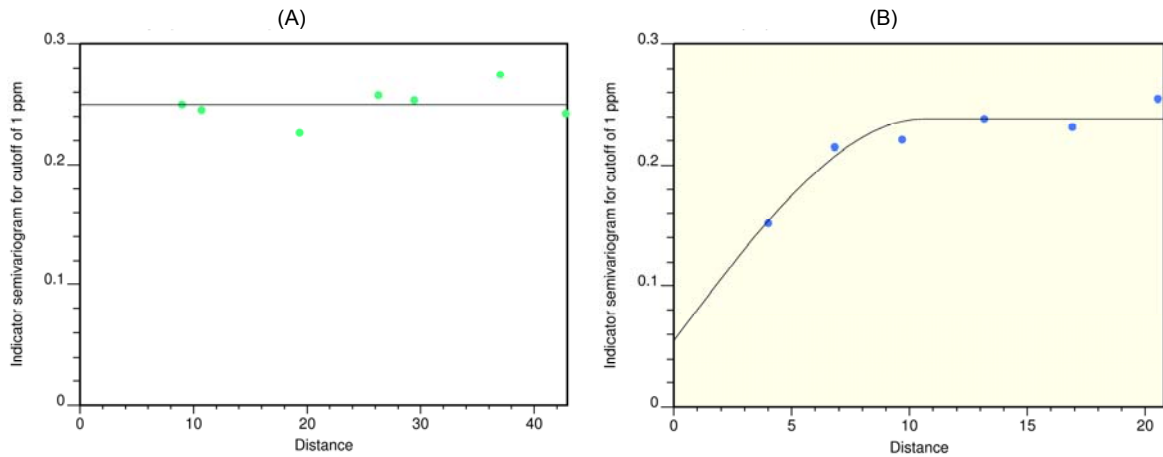 (A)
Indicator semivariogram for cutoff of 1 ppm
0.3
0.2
0.1
0
0 10 20 30 40
Distance
(B)
Indicator semivariogram for cutoff of 1 ppm
0.3
0.2
0.1
0
0 5 10 15 20
Distance